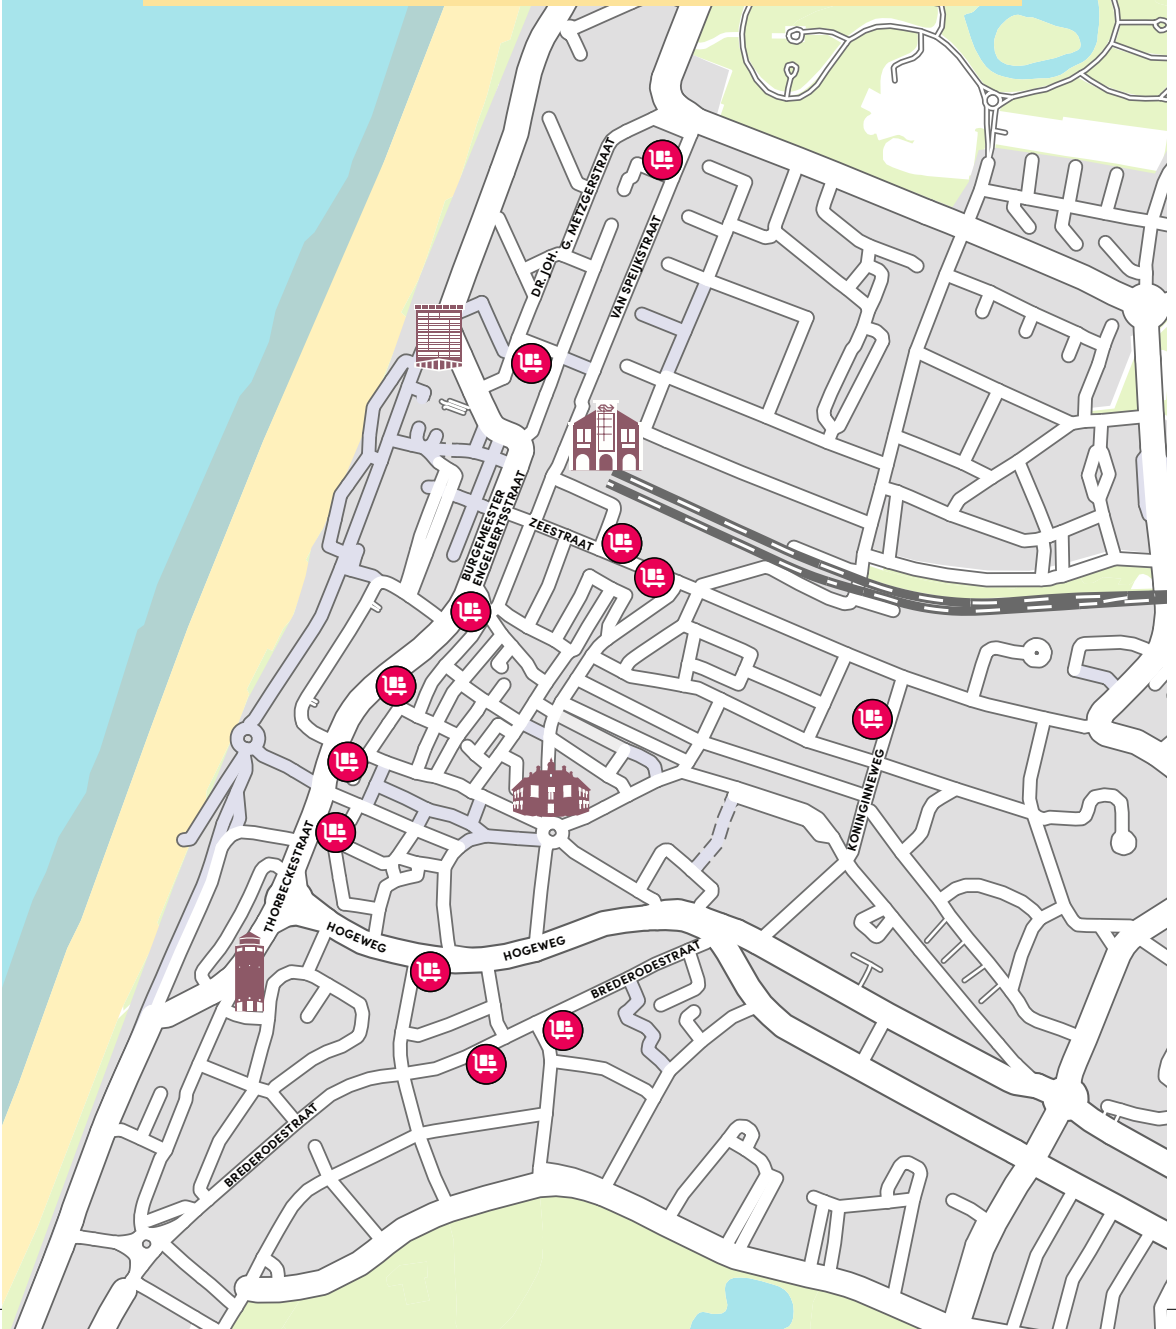 DR. JOH. G. METZGERSTRAAT
VAN SPEIJKSTRAAT
BURGEMEESTER
ENGELBERTSSTRAAT
ZEESTRAAT
KONINGINNEWEG
THORBECKESTRAAT
HOGEWEG
HOGEWEG
BREDERODESTRAAT
BREDERODESTRAAT